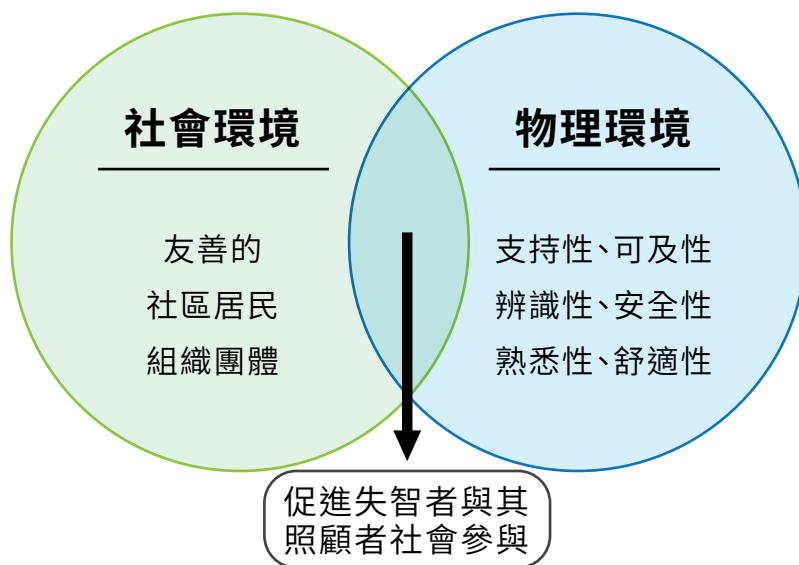 社會環境
友善的
社區居民
組織團體
物理環境
支持性、可及性
辨識性、安全性
熟悉性、舒適性
促進失智者與其
照顧者社會參與